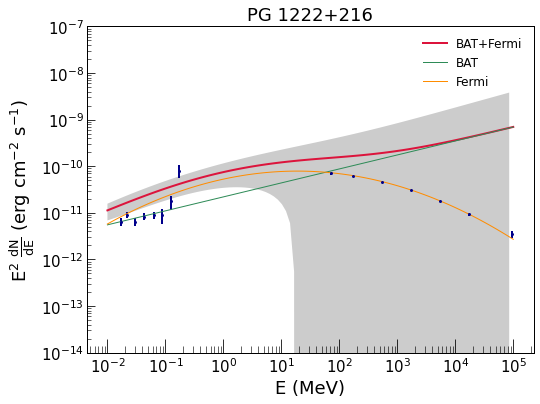 PG 1222+216
BAT+Fermi
BAT
Fermi
E² dN/dE (erg cm⁻² s⁻¹)
10⁻⁷
10⁻⁸
10⁻⁹
10⁻¹⁰
10⁻¹¹
10⁻¹²
10⁻¹³
10⁻¹⁴
10⁻² 10⁻¹ 10⁰ 10¹ 10² 10³ 10⁴ 10⁵
E (MeV)